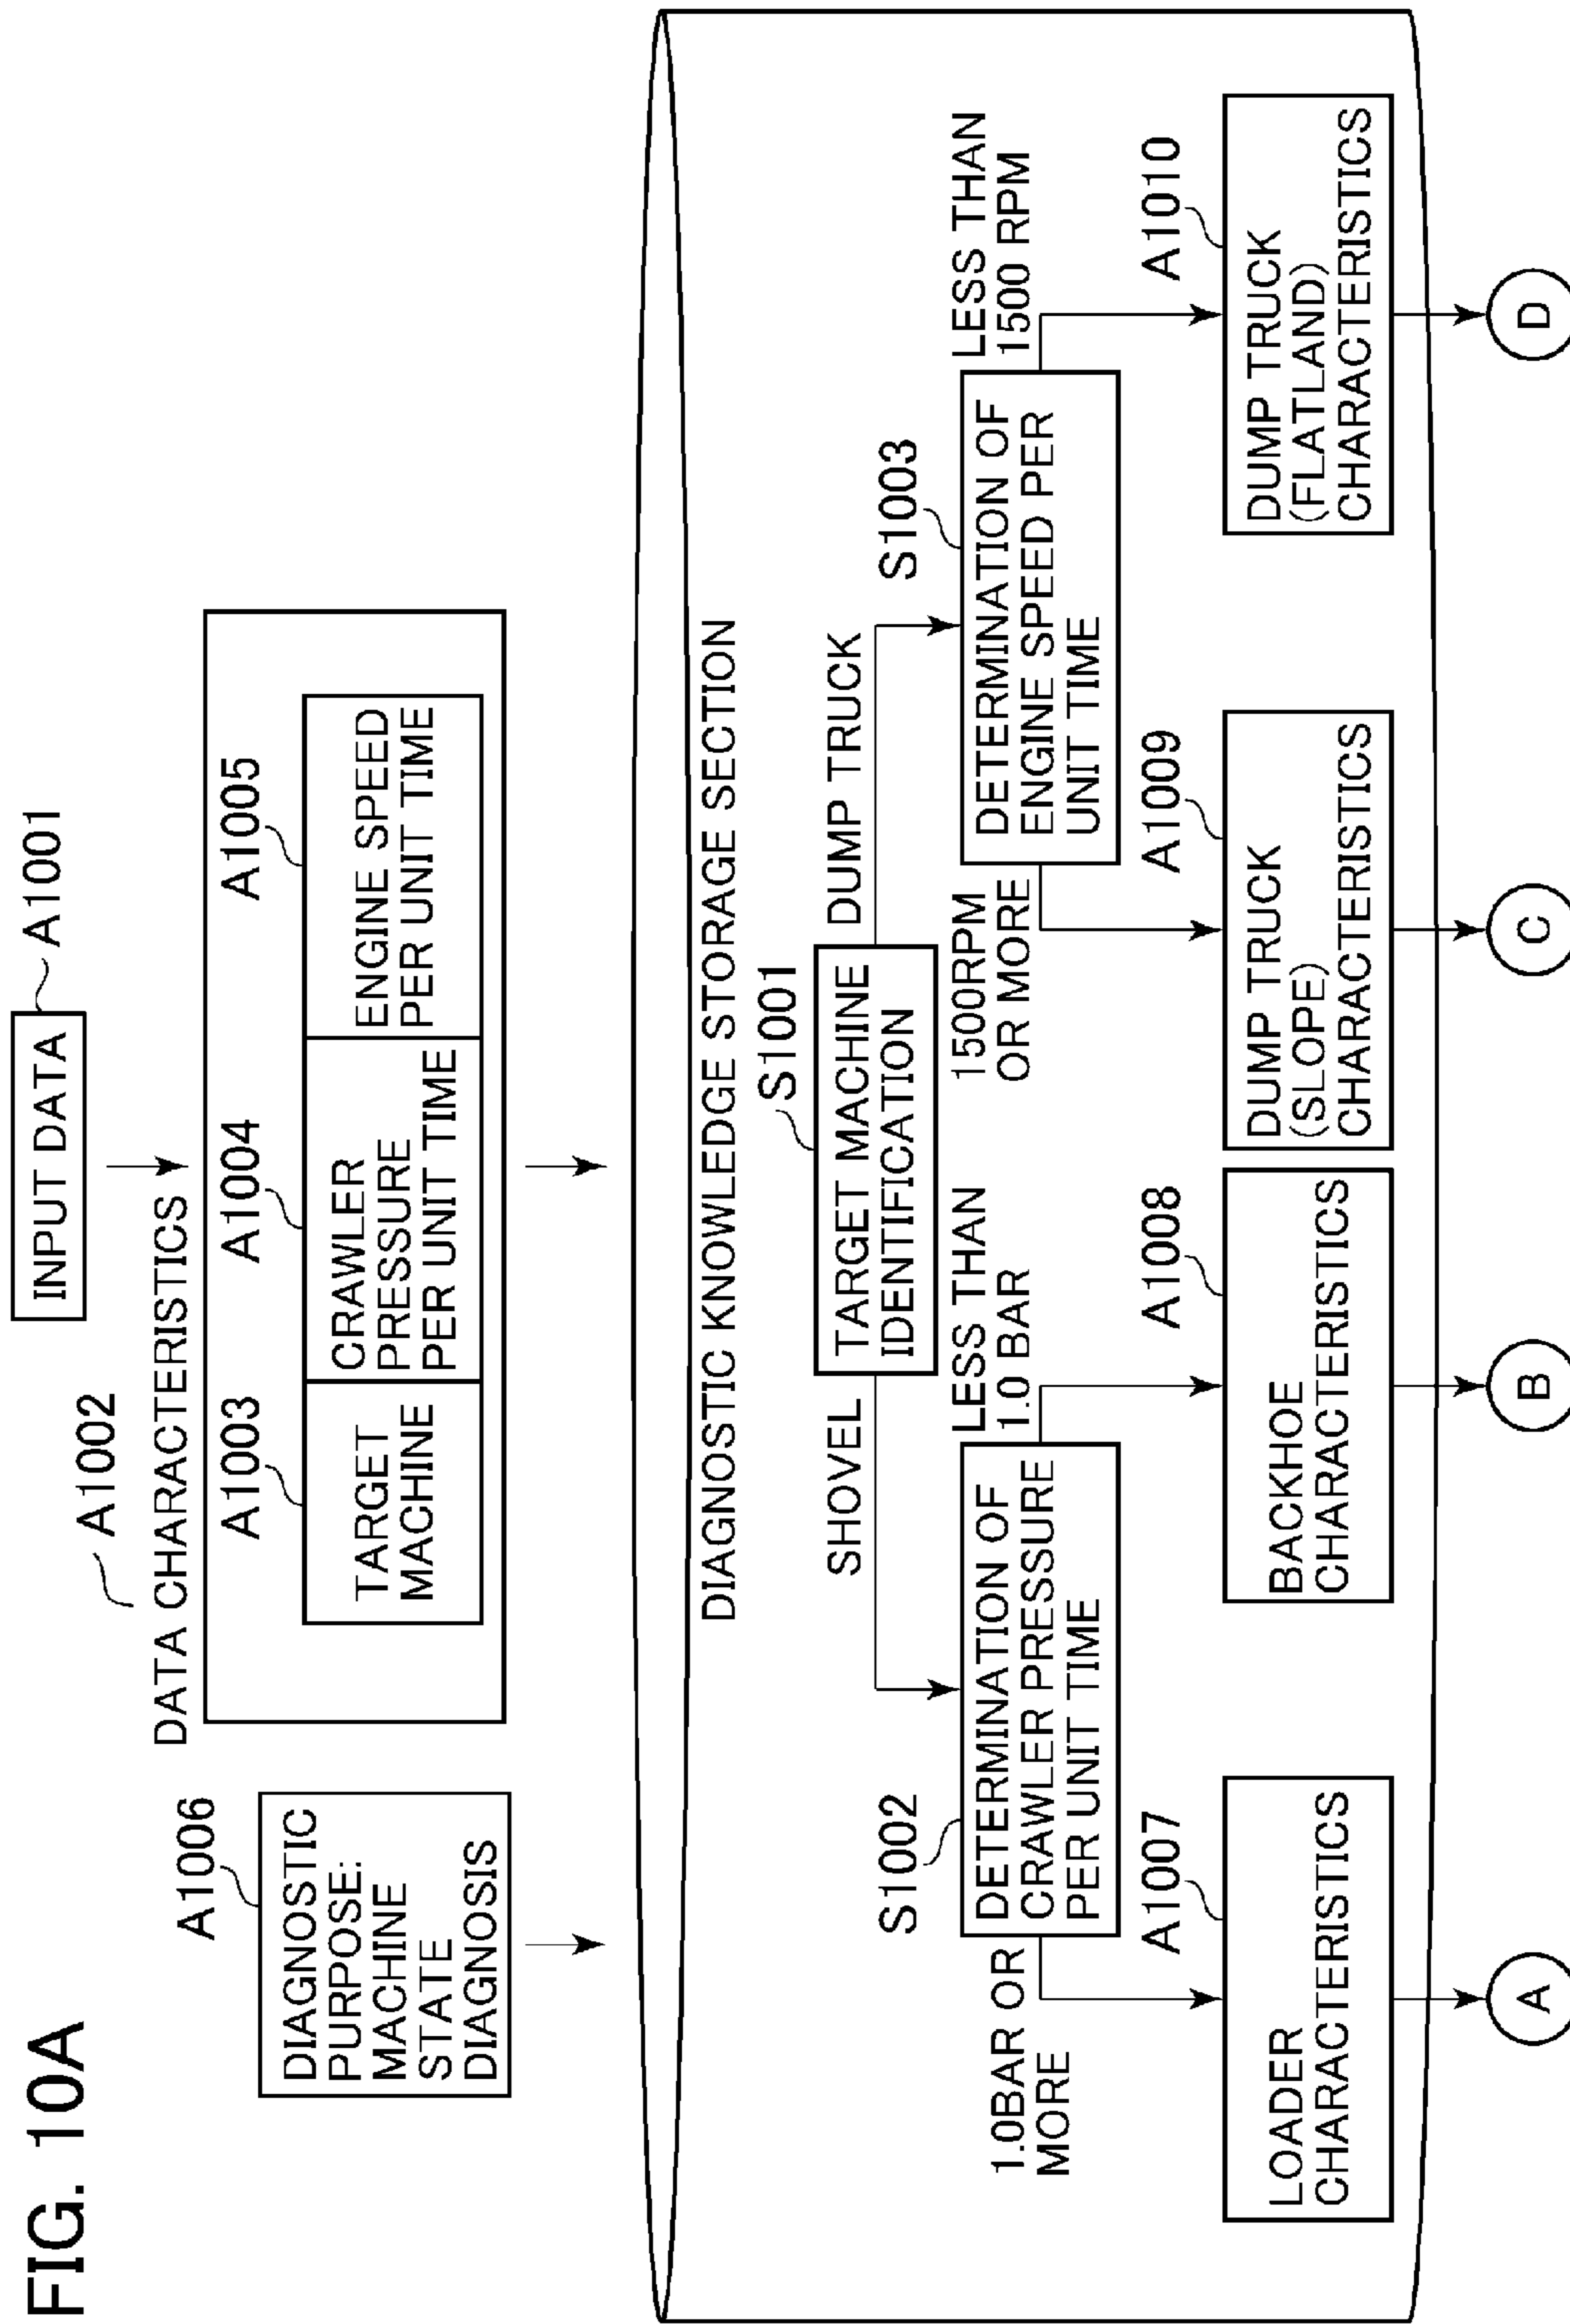 FIG. 10A
INPUT DATA
A1001
A1002
DATA CHARACTERISTICS
A1003
A1004
A1005
TARGET
MACHINE
CRAWLER
PRESSURE
PER UNIT TIME
ENGINE SPEED
PER UNIT TIME
A1006
DIAGNOSTIC
PURPOSE:
MACHINE
STATE
DIAGNOSIS
DIAGNOSTIC KNOWLEDGE STORAGE SECTION
S1001
TARGET MACHINE
IDENTIFICATION
SHOVEL
DUMP TRUCK
S1002
DETERMINATION OF
CRAWLER PRESSURE
PER UNIT TIME
S1003
DETERMINATION OF
ENGINE SPEED PER
UNIT TIME
1.0BAR OR
MORE
LESS THAN
1.0 BAR
1500RPM
OR MORE
LESS THAN
1500 RPM
A1007
LOADER
CHARACTERISTICS
A1008
BACKHOE
CHARACTERISTICS
A1009
DUMP TRUCK
(SLOPE)
CHARACTERISTICS
A1010
DUMP TRUCK
(FLATLAND)
CHARACTERISTICS
A
B
C
D